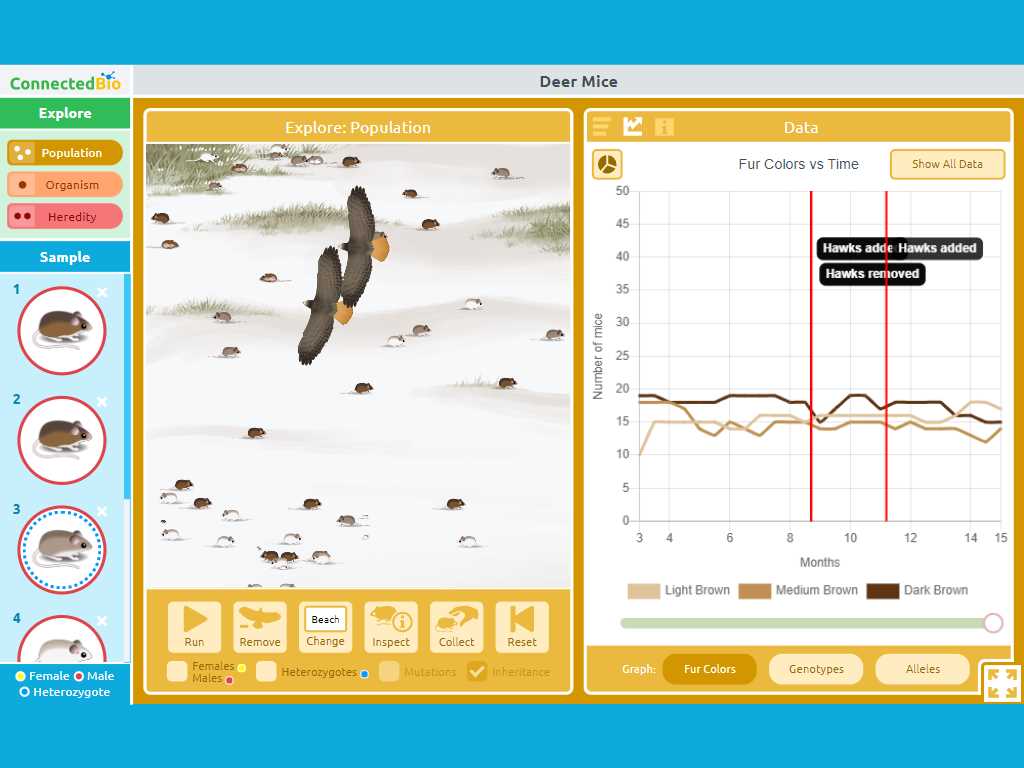 Deer Mice
ConnectedBio
Explore
Population
Organism
Heredity
Sample
1
2
3
4
Female Male
Heterozygote
Explore: Population
Run
Remove
Beach
Change
Inspect
Collect
Reset
Females
Males
Heterozygotes
Mutations
Inheritance
Data
Fur Colors vs Time
Show All Data
50
45
40
35
30
25
20
15
10
5
0
Number of mice
Hawks adde
Hawks added
Hawks removed
3 4 6 8 10 12 14 15
Months
Light Brown Medium Brown Dark Brown
Graph: Fur Colors Genotypes Alleles